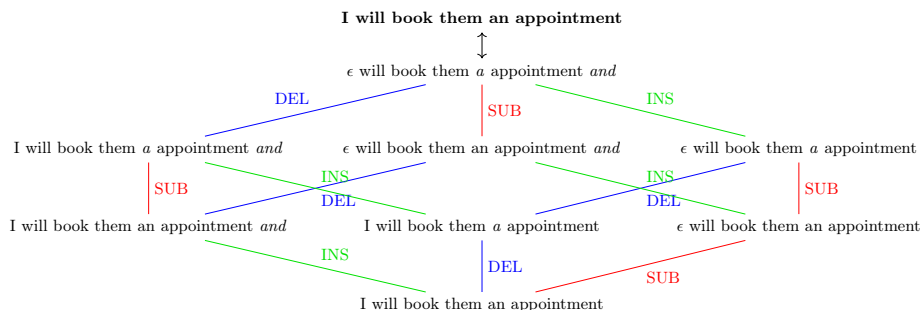 I will book them an appointment
ϵ will book them a appointment and
DEL
SUB
INS
I will book them a appointment and
ϵ will book them an appointment and
ϵ will book them a appointment
SUB
INS
DEL
INS
DEL
SUB
I will book them an appointment and
I will book them a appointment
ϵ will book them an appointment
INS
DEL
SUB
I will book them an appointment